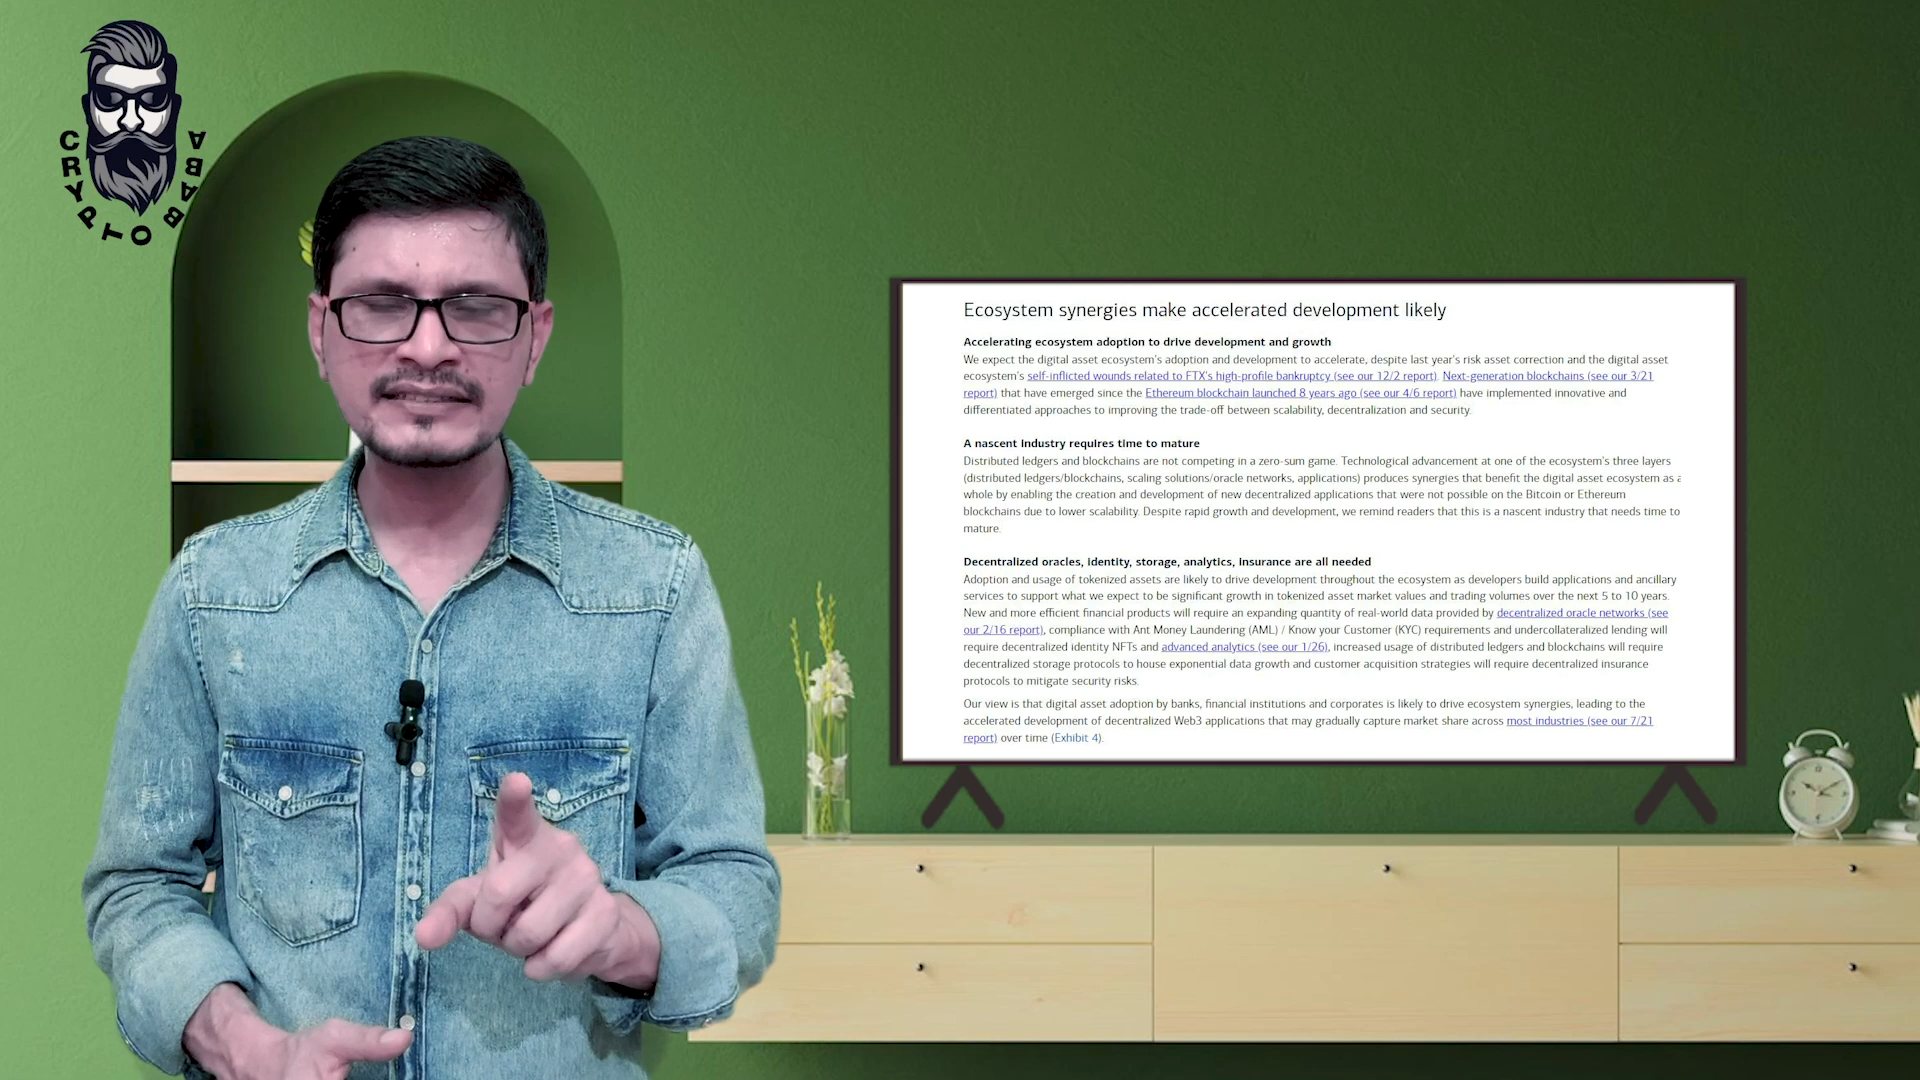 CRYPTO BABA
Ecosystem synergies make accelerated development likely
Accelerating ecosystem adoption to drive development and growth
We expect the digital asset ecosystem's adoption and development to accelerate, despite last year's risk asset correction and the digital asset
ecosystem's self-inflicted wounds related to FTX's high-profile bankruptcy (see our 12/2 report). Next-generation blockchains (see our 3/21
report) that have emerged since the Ethereum blockchain launched 8 years ago (see our 4/6 report) have implemented innovative and
differentiated approaches to improving the trade-off between scalability, decentralization and security.
A nascent industry requires time to mature
Distributed ledgers and blockchains are not competing in a zero-sum game. Technological advancement at one of the ecosystem's three layers
(distributed ledgers/blockchains, scaling solutions/oracle networks, applications) produces synergies that benefit the digital asset ecosystem as a
whole by enabling the creation and development of new decentralized applications that were not possible on the Bitcoin or Ethereum
blockchains due to lower scalability. Despite rapid growth and development, we remind readers that this is a nascent industry that needs time to
mature.
Decentralized oracles, identity, storage, analytics, insurance are all needed
Adoption and usage of tokenized assets are likely to drive development throughout the ecosystem as developers build applications and ancillary
services to support what we expect to be significant growth in tokenized asset market values and trading volumes over the next 5 to 10 years.
New and more efficient financial products will require an expanding quantity of real-world data provided by decentralized oracle networks (see
our 2/16 report), compliance with Ant Money Laundering (AML) / Know your Customer (KYC) requirements and undercollateralized lending will
require decentralized identity NFTs and advanced analytics (see our 1/26), increased usage of distributed ledgers and blockchains will require
decentralized storage protocols to house exponential data growth and customer acquisition strategies will require decentralized insurance
protocols to mitigate security risks.
Our view is that digital asset adoption by banks, financial institutions and corporates is likely to drive ecosystem synergies, leading to the
accelerated development of decentralized Web3 applications that may gradually capture market share across most industries (see our 7/21
report) over time (Exhibit 4).